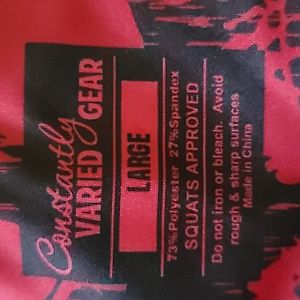 Constantly
VARIED GEAR
LARGE
73%Polyester 27%Spandex
SQUATS APPROVED
Do not iron or bleach. Avoid
rough & sharp surfaces
Made in China